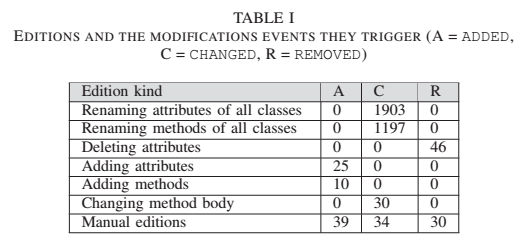 TABLE I
EDITIONS AND THE MODIFICATIONS EVENTS THEY TRIGGER (A = ADDED,
C = CHANGED, R = REMOVED)
Edition kind A C R
Renaming attributes of all classes 0 1903 0
Renaming methods of all classes 0 1197 0
Deleting attributes 0 0 46
Adding attributes 25 0 0
Adding methods 10 0 0
Changing method body 0 30 0
Manual editions 39 34 30